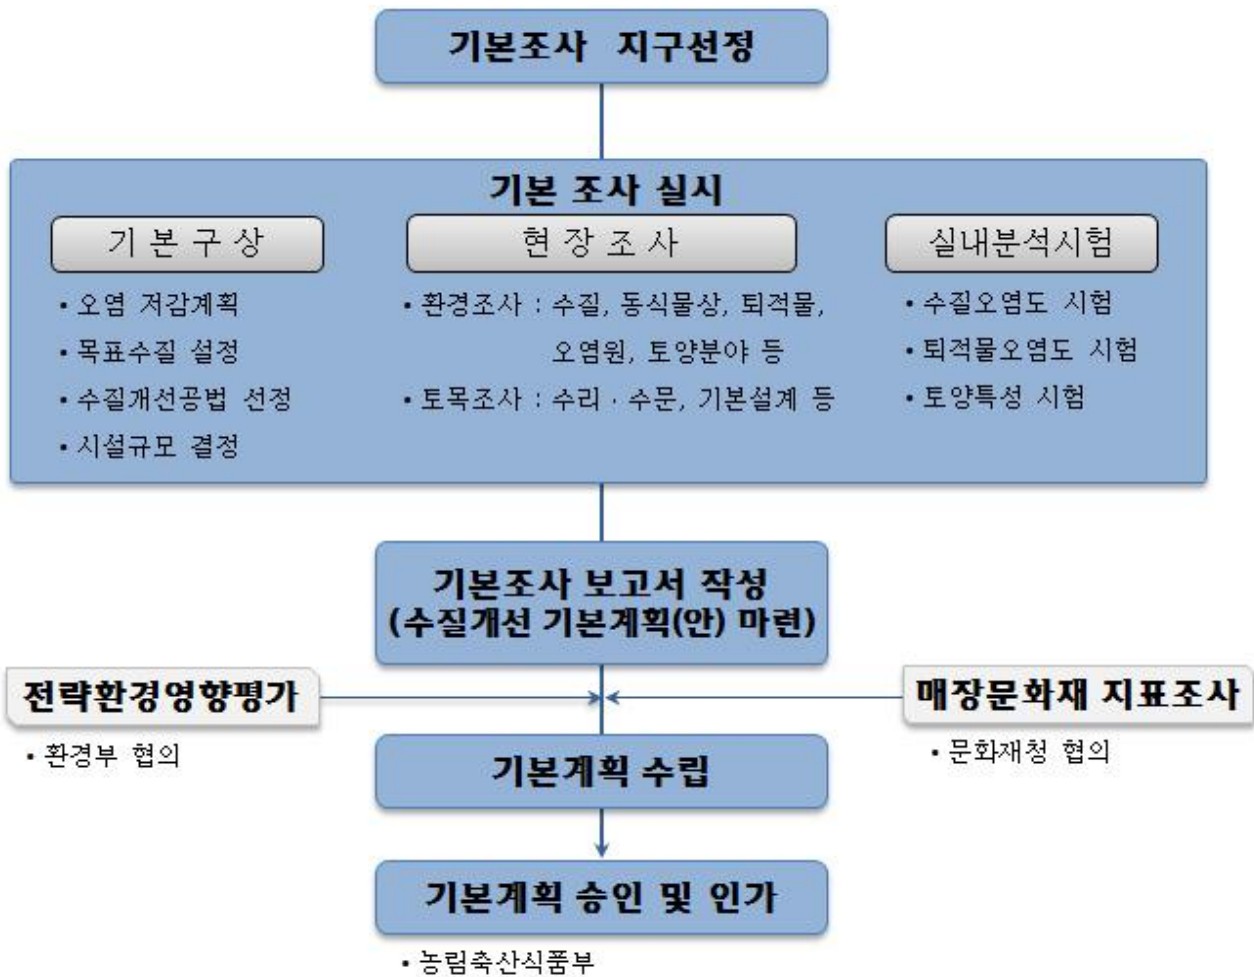 기본조사 지구선정
기본 조사 실시
기 본 구 상
• 오염 저감계획
• 목표수질 설정
• 수질개선공법 선정
• 시설규모 결정
현 장 조 사
• 환경조사 : 수질, 동식물상, 퇴적물,
오염원, 토양분야 등
• 토목조사 : 수리 · 수문, 기본설계 등
실내분석시험
• 수질오염도 시험
• 퇴적물오염도 시험
• 토양특성 시험
기본조사 보고서 작성
(수질개선 기본계획(안) 마련)
전략환경영향평가
• 환경부 협의
매장문화재 지표조사
• 문화재청 협의
기본계획 수립
기본계획 승인 및 인가
• 농림축산식품부